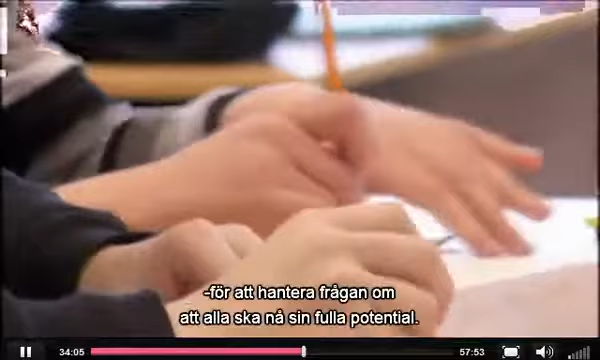 -för att hantera frågan om
att alla ska nå sin fulla potential.
34:05
57:53